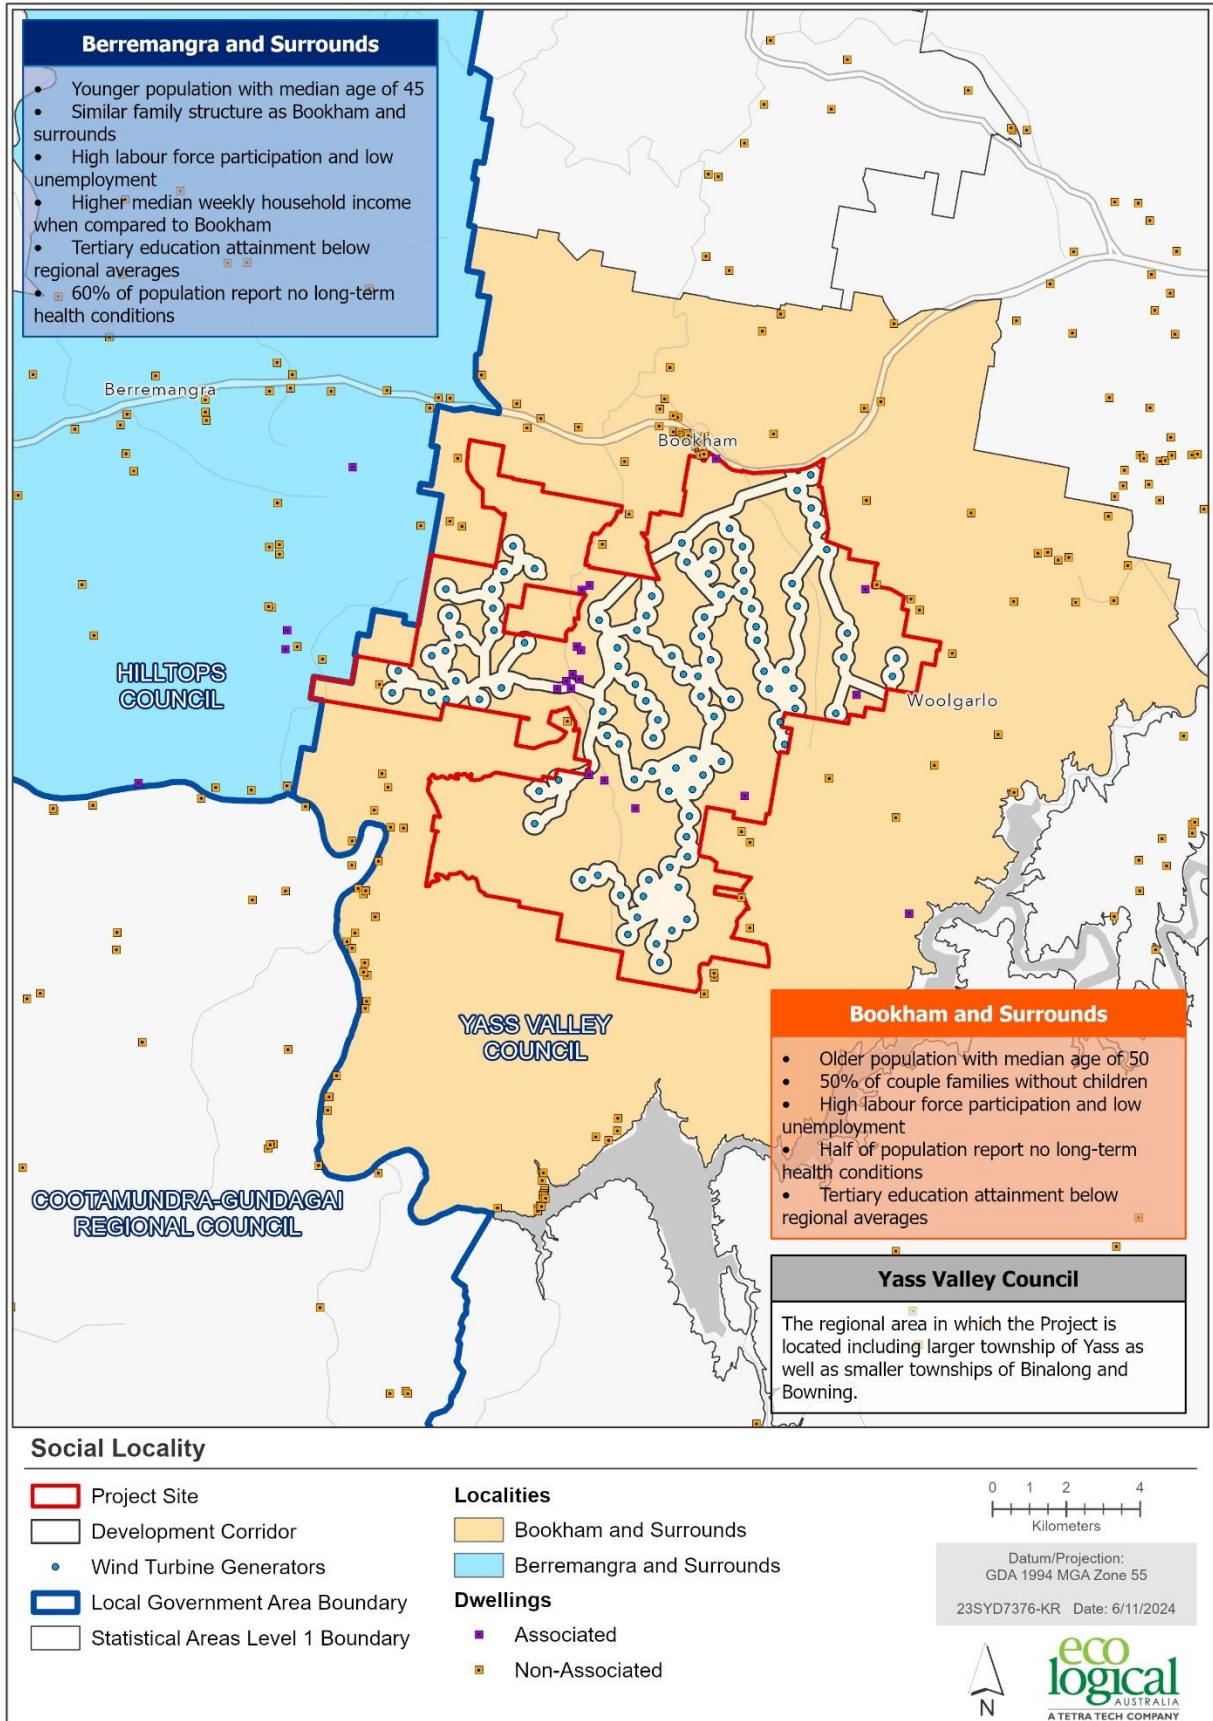 Berremangra and Surrounds
• Younger population with median age of 45
• Similar family structure as Bookham and
surrounds
• High labour force participation and low
unemployment
• Higher median weekly household income
when compared to Bookham
• Tertiary education attainment below
regional averages
• 60% of population report no long-term
health conditions
Berremangra
Bookham
HILLTOPS
COUNCIL
Woolgarlo
YASS VALLEY
COUNCIL
COOTAMUNDRA-GUNDAGAI
REGIONAL COUNCIL
Bookham and Surrounds
• Older population with median age of 50
• 50% of couple families without children
• High labour force participation and low
unemployment
• Half of population report no long-term
health conditions
• Tertiary education attainment below
regional averages
Yass Valley Council
The regional area in which the Project is
located including larger township of Yass as
well as smaller townships of Binalong and
Bowning.
Social Locality
Project Site
Development Corridor
Wind Turbine Generators
Local Government Area Boundary
Statistical Areas Level 1 Boundary
Localities
Bookham and Surrounds
Berremangra and Surrounds
Dwellings
Associated
Non-Associated
0 1 2 4
Kilometers
Datum/Projection:
GDA 1994 MGA Zone 55
23SYD7376-KR Date: 6/11/2024
N
eco
logical
AUSTRALIA
A TETRA TECH COMPANY